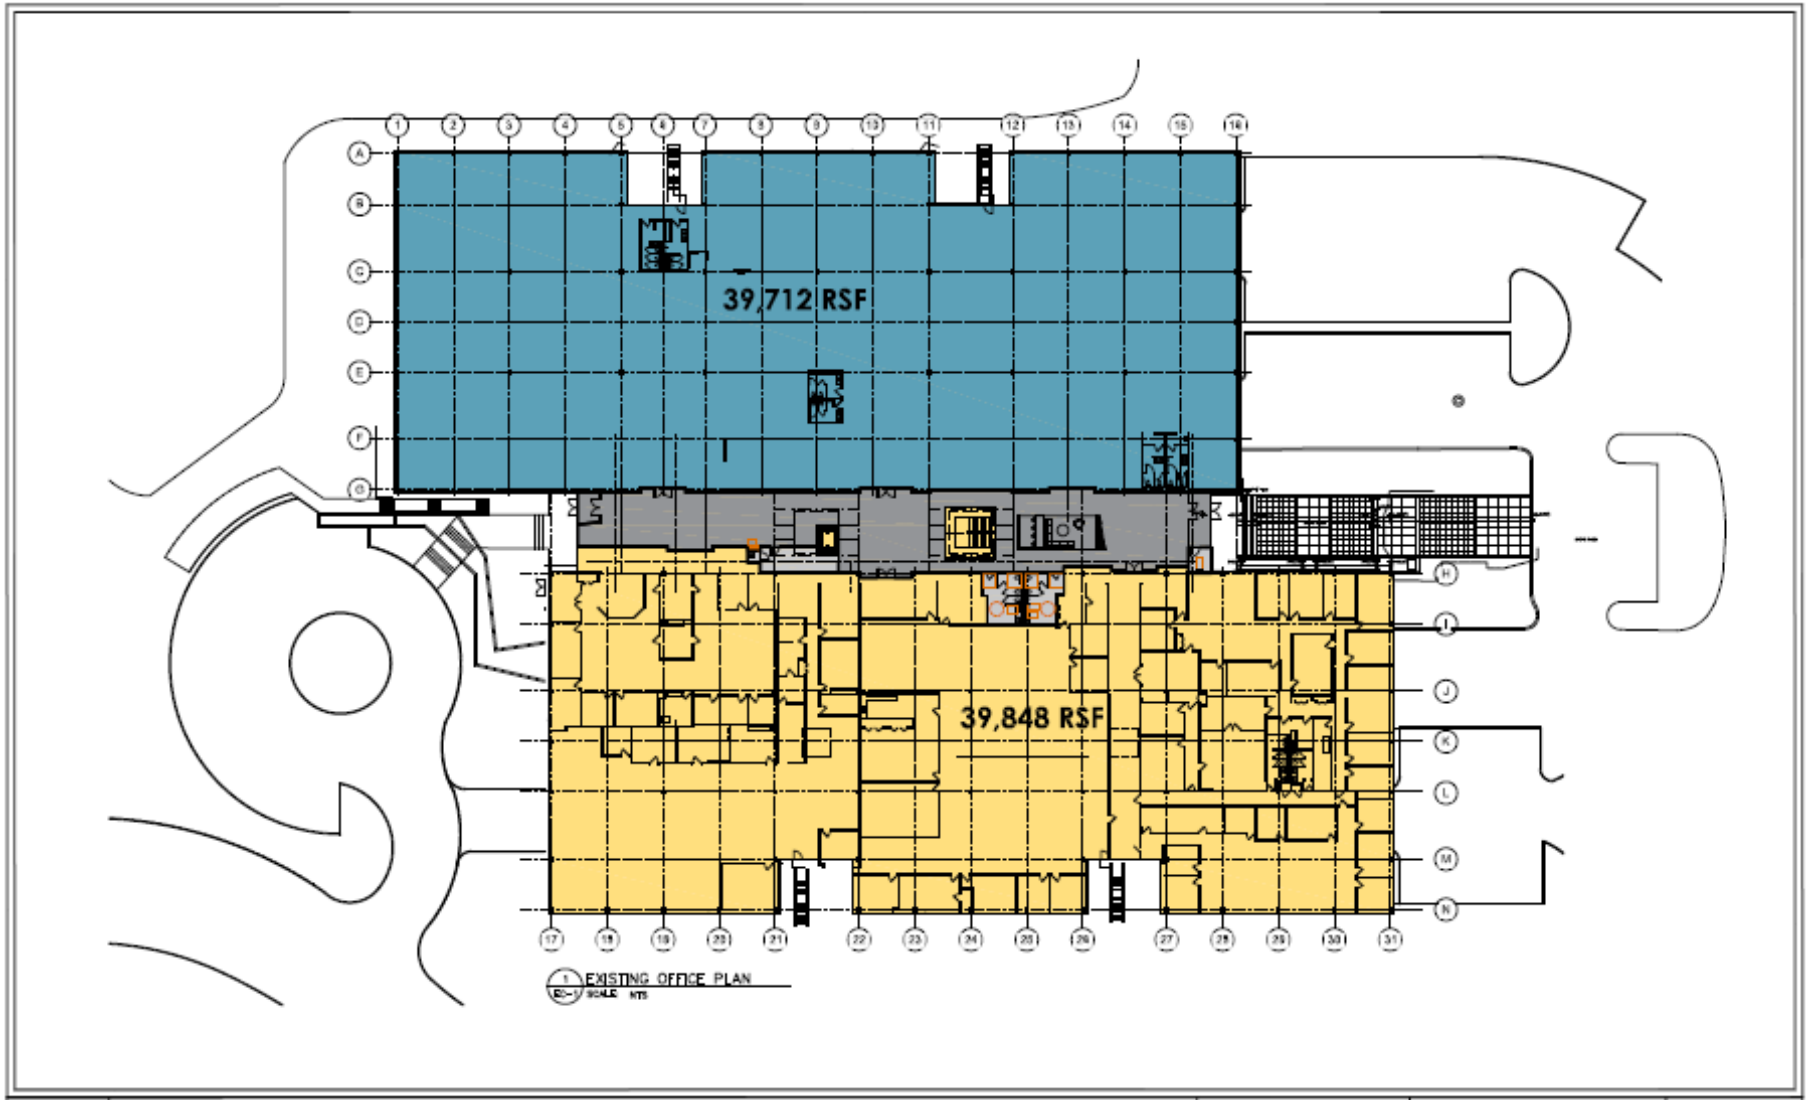 1 2 3 4 5 6 7 8 9 10 11 12 13 14 15 16
A
B
C
D
E
F
G
39,712 RSF
H
I
J
39,848 RSF
K
L
M
N
17 18 19 20 21 22 23 24 25 26 27 28 29 30 31
1 EXISTING OFFICE PLAN
SCALE NTS